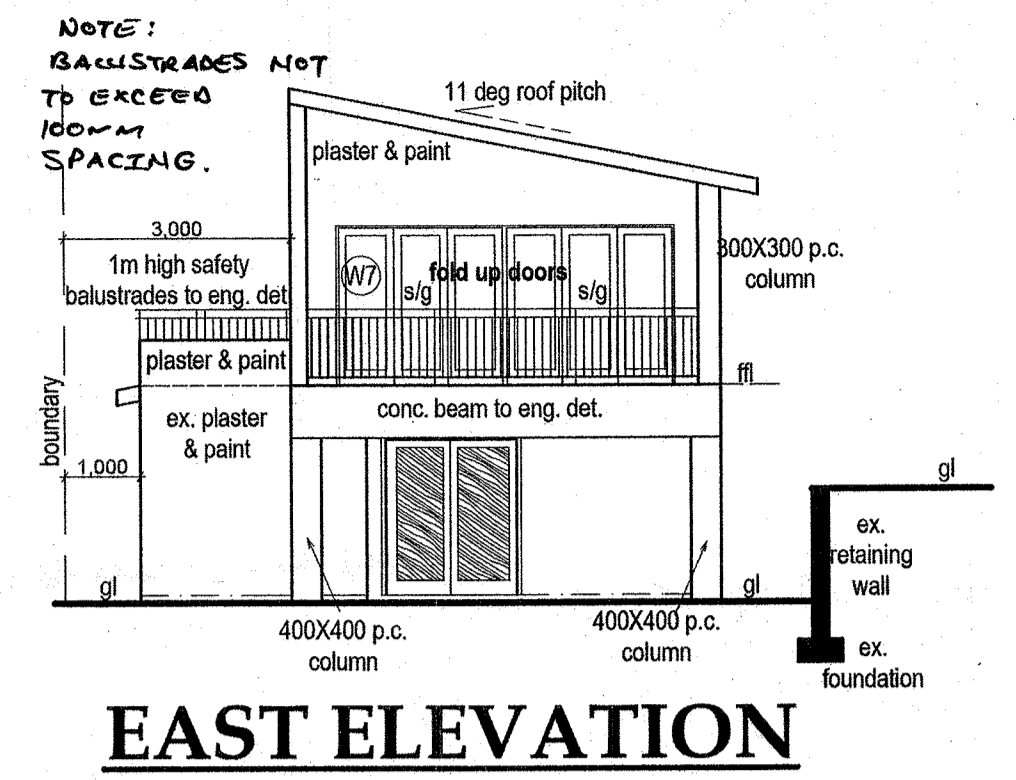 NOTE:
BALUSTRADES NOT
TO EXCEED
100mm
SPACING.
11 deg roof pitch
plaster & paint
3,000
1m high safety
balustrades to eng. det
W7
fold up doors
s/g
s/g
300X300 p.c.
column
plaster & paint
ffl
conc. beam to eng. det.
ex. plaster
& paint
boundary
1,000
gl
gl
ex.
retaining
wall
gl
400X400 p.c.
column
400X400 p.c.
column
ex.
foundation
EAST ELEVATION